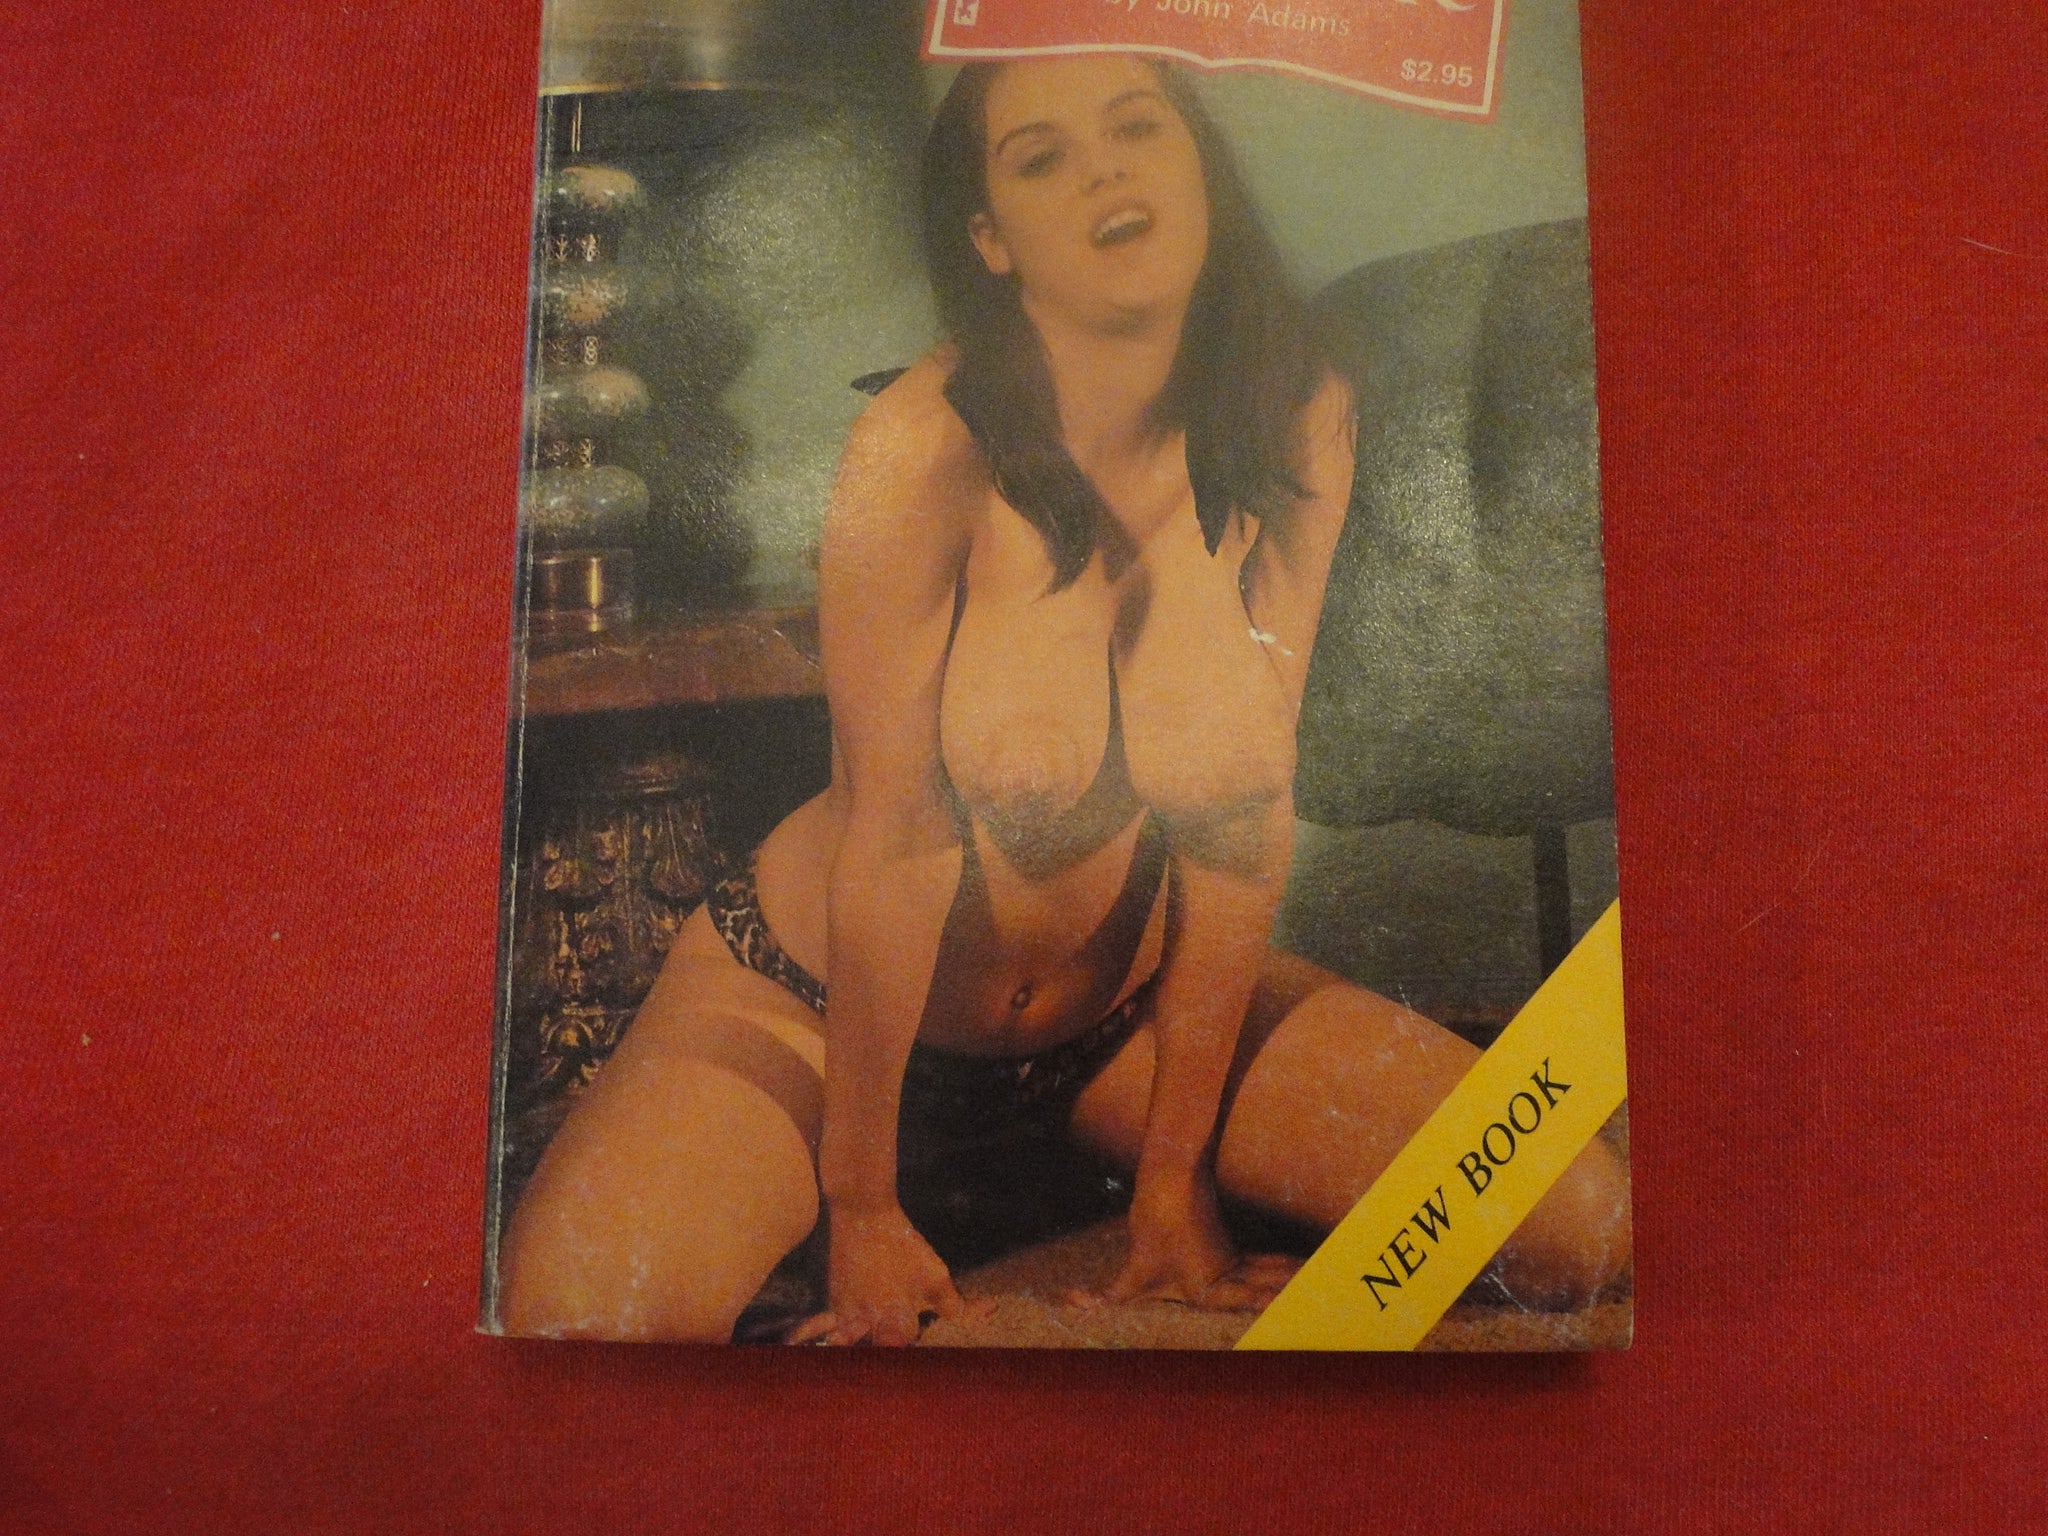 by John Adams
$2.95
NEW BOOK